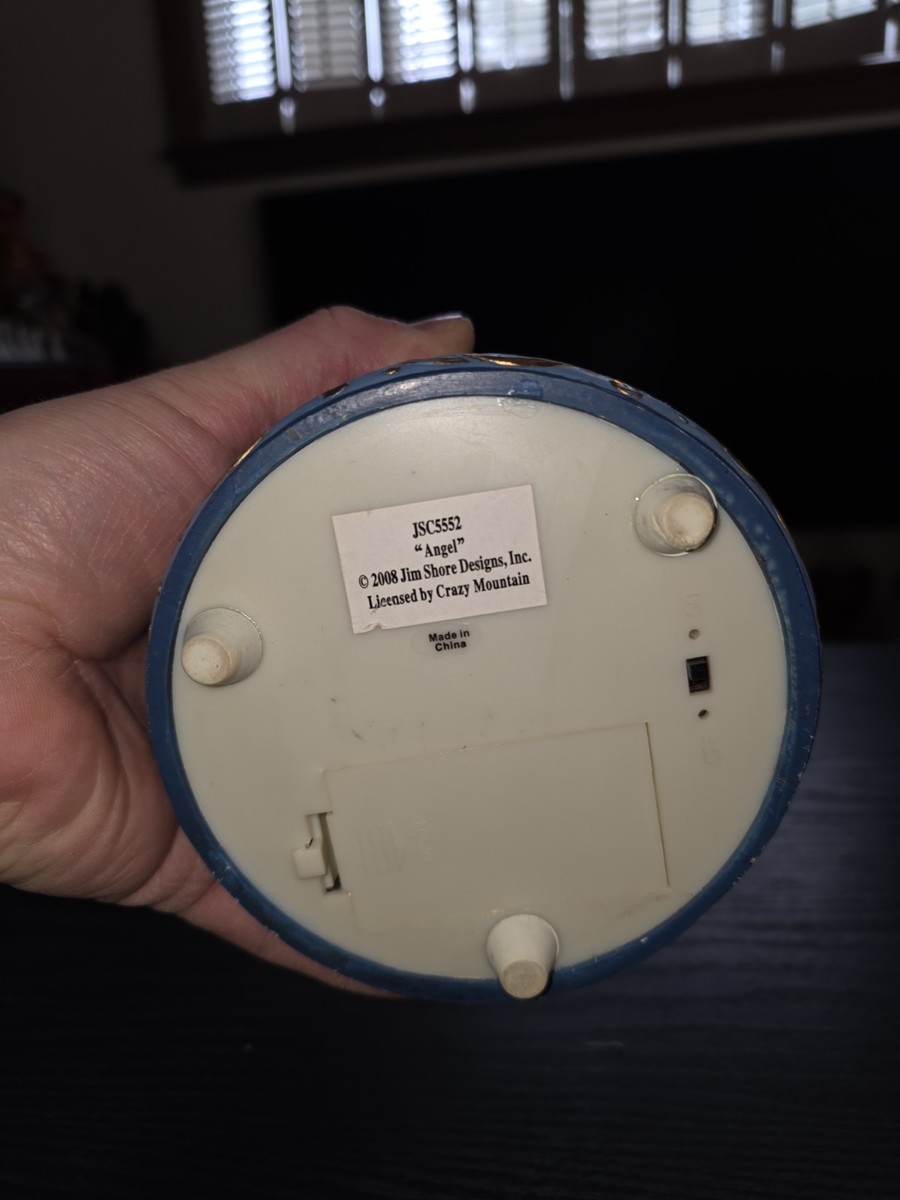 JSC5552
“Angel”
© 2008 Jim Shore Designs, Inc.
Licensed by Crazy Mountain
Made in
China